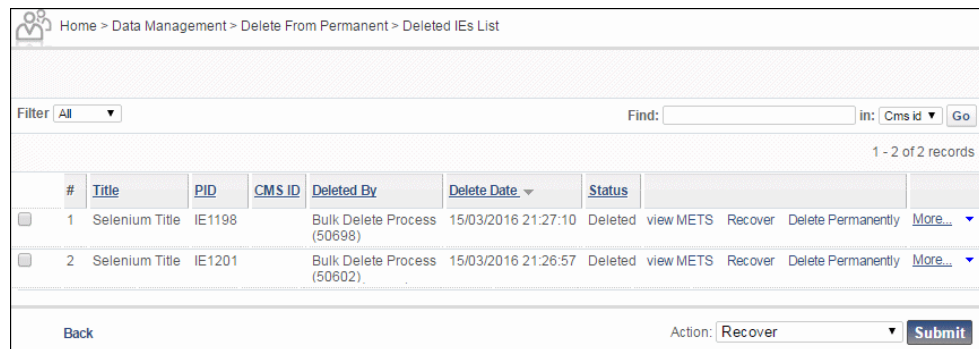 Home > Data Management > Delete From Permanent > Deleted IEs List
Filter All Find: in: Cms id Go
1 - 2 of 2 records
# Title PID CMS ID Deleted By Delete Date Status
1 Selenium Title IE1198 Bulk Delete Process (50698) 15/03/2016 21:27:10 Deleted view METS Recover Delete Permanently More...
2 Selenium Title IE1201 Bulk Delete Process (50602) 15/03/2016 21:26:57 Deleted view METS Recover Delete Permanently More...
Back Action: Recover Submit